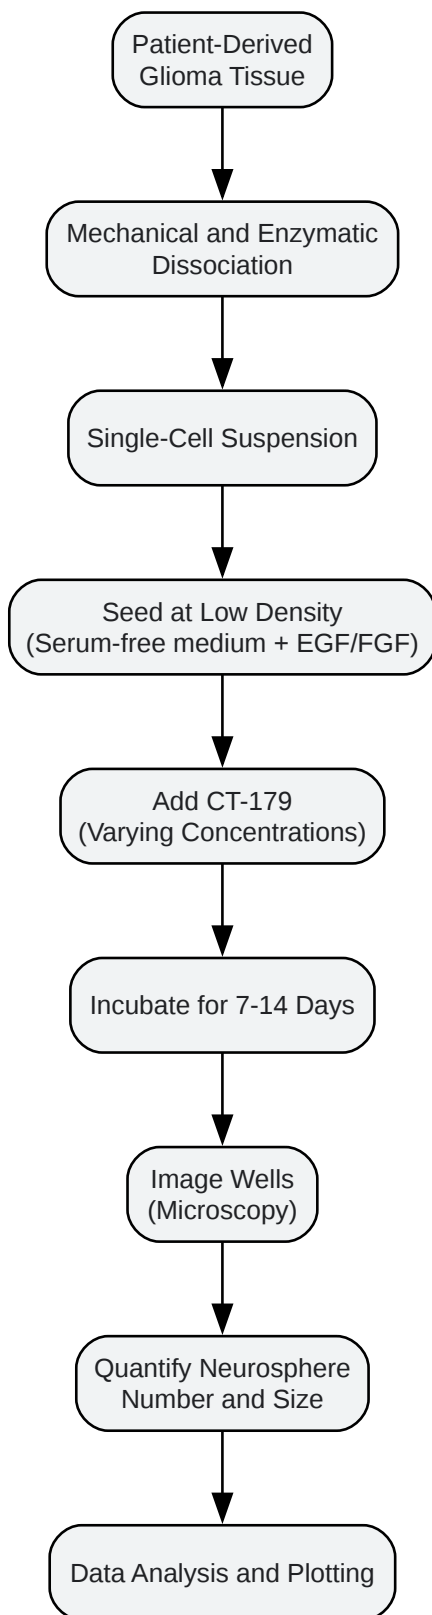 Patient-Derived
Glioma Tissue
Mechanical and Enzymatic
Dissociation
Single-Cell Suspension
Seed at Low Density
(Serum-free medium + EGF/FGF)
Add CT-179
(Varying Concentrations)
Incubate for 7-14 Days
Image Wells
(Microscopy)
Quantify Neurosphere
Number and Size
Data Analysis and Plotting